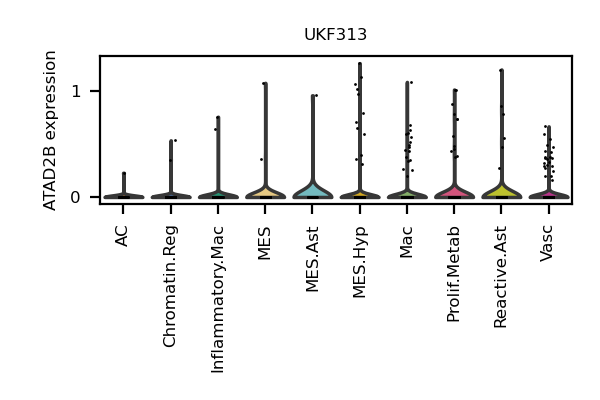 UKF313
ATAD2B expression
1
0
AC
Chromatin.Reg
Inflammatory.Mac
MES
MES.Ast
MES.Hyp
Mac
Prolif.Metab
Reactive.Ast
Vasc